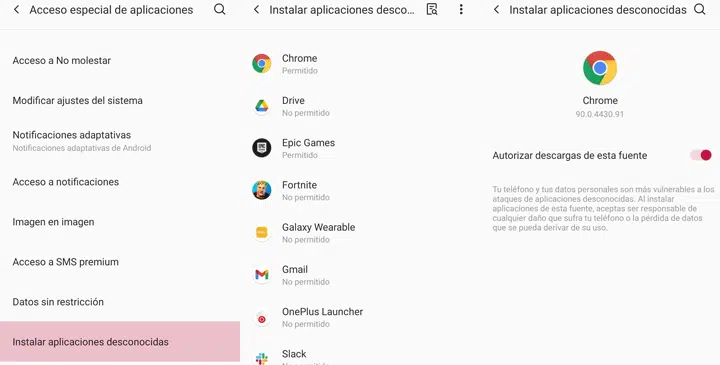 Acceso especial de aplicaciones
Acceso a No molestar
Modificar ajustes del sistema
Notificaciones adaptativas
Notificaciones adaptativas de Android
Acceso a notificaciones
Imagen en imagen
Acceso a SMS premium
Datos sin restricción
Instalar aplicaciones desconocidas
Instalar aplicaciones desco...
Chrome
Permitido
Drive
No permitido
Epic Games
Permitido
Fortnite
No permitido
Galaxy Wearable
No permitido
Gmail
No permitido
OnePlus Launcher
No permitido
Slack
No permitido
Instalar aplicaciones desconocidas
Chrome
90.0.4430.91
Autorizar descargas de esta fuente
Tu teléfono y tus datos personales son más vulnerables a los
ataques de aplicaciones desconocidas. Al instalar
aplicaciones de esta fuente, aceptas ser responsable de
cualquier daño que sufra tu teléfono o la pérdida de datos
que se pueda derivar de su uso.